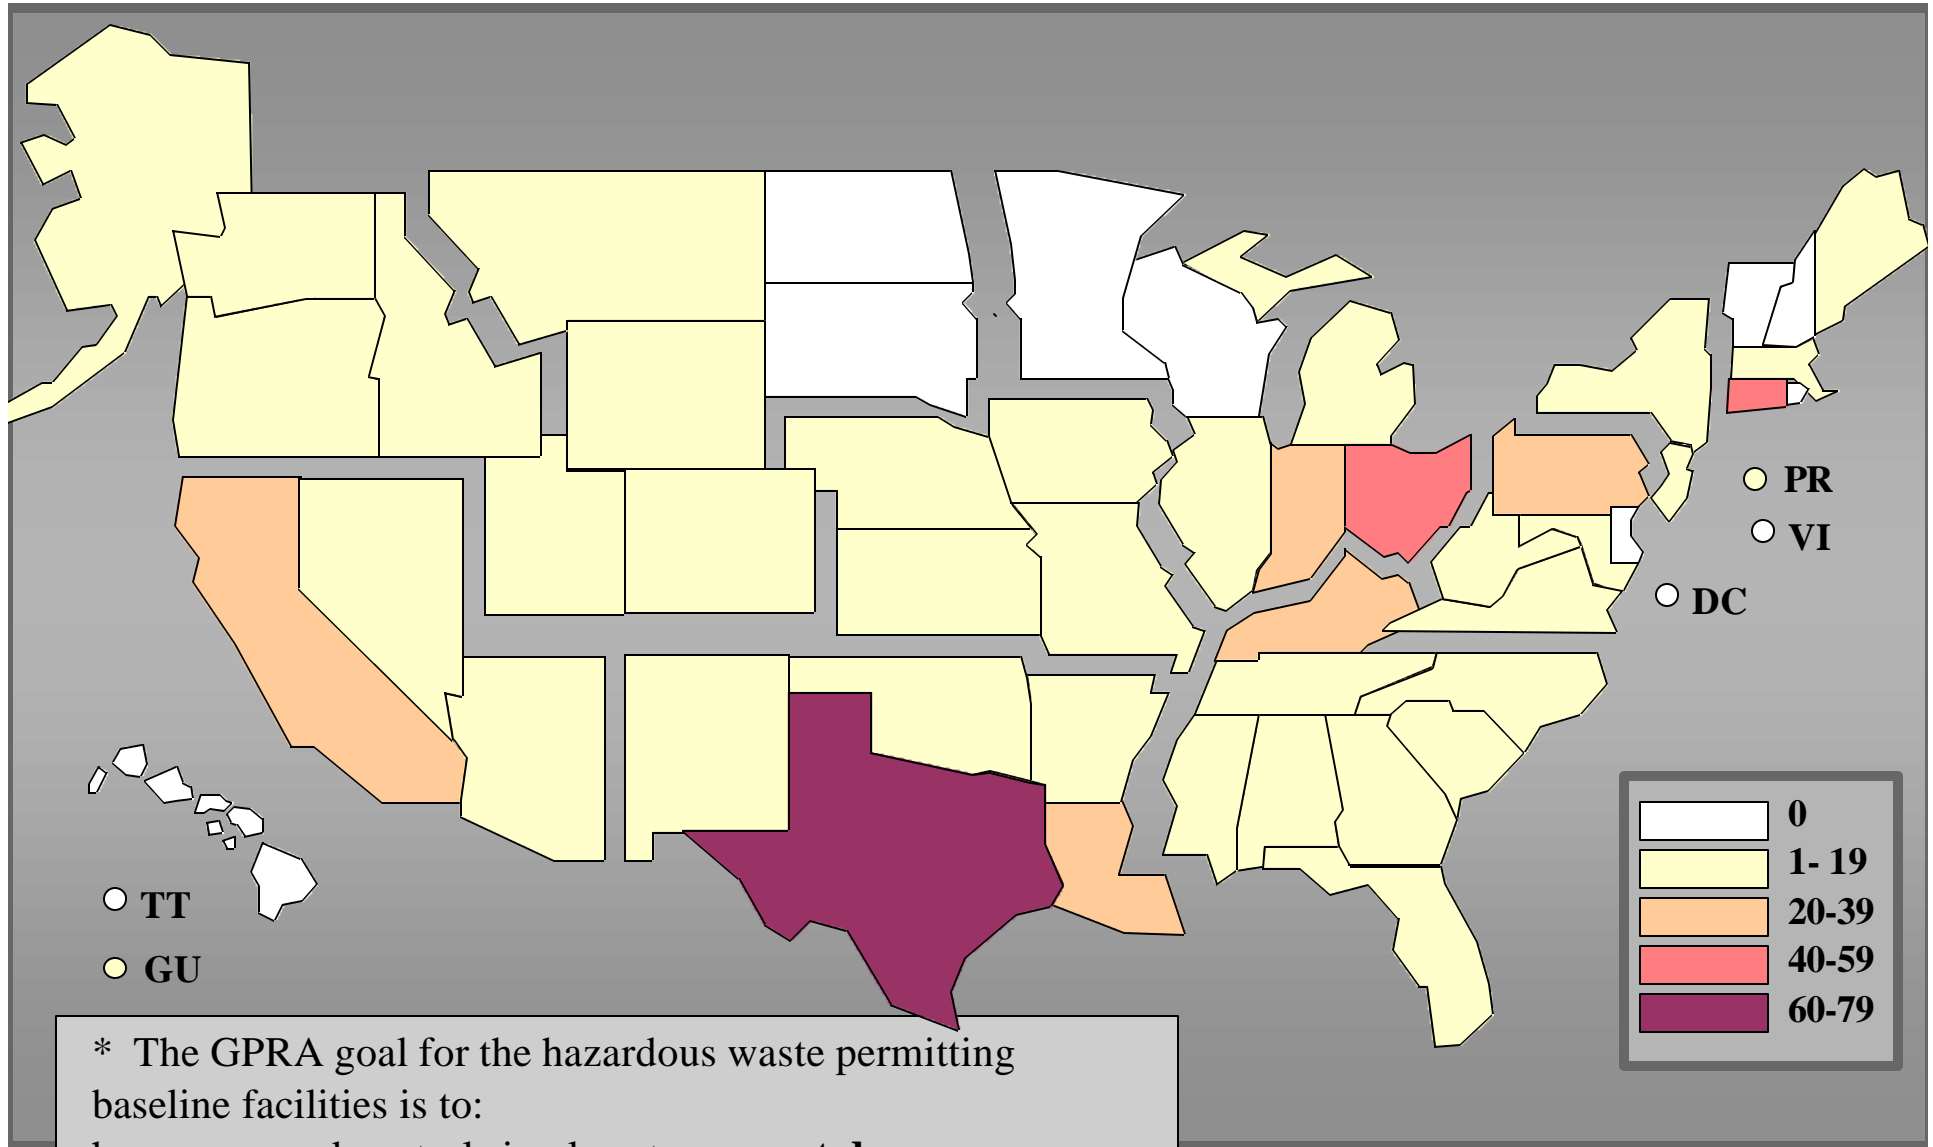 PR
VI
DC
0
1- 19
20-39
40-59
60-79
TT
GU
* The GPRA goal for the hazardous waste permitting
baseline facilities is to: